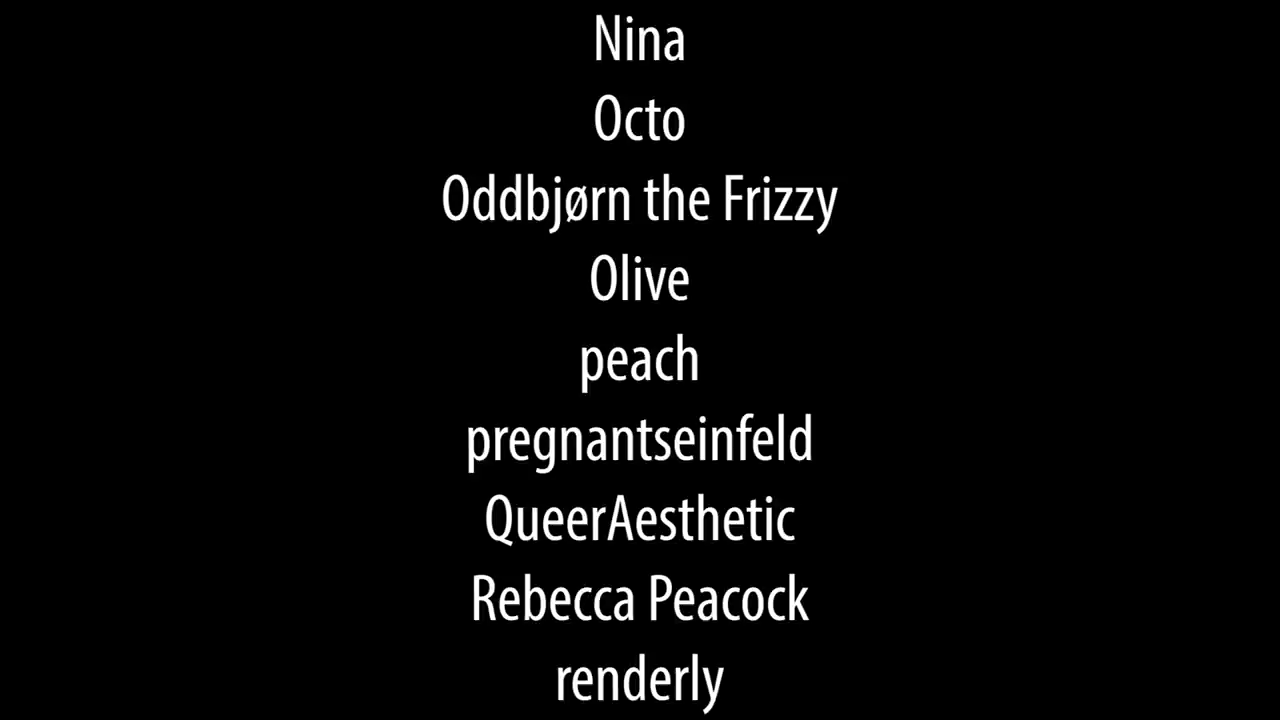 Nina
Octo
Oddbjørn the Frizzy
Olive
peach
pregnantseinfeld
QueerAesthetic
Rebecca Peacock
renderly